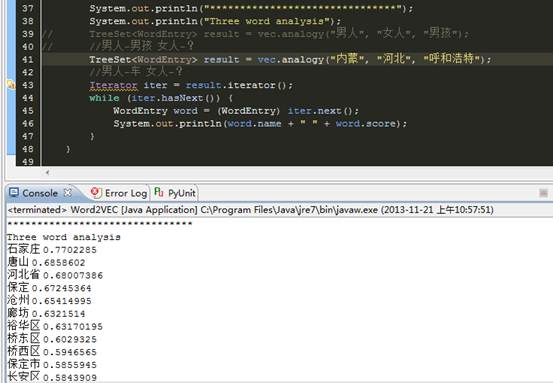 37 System.out.println("******************************");
38 System.out.println("Three word analysis");
39 // TreeSet<WordEntry> result = vec.analogy("男人", "女人", "男孩");
40 // //男人-男孩 女人-?
41 TreeSet<WordEntry> result = vec.analogy("内蒙", "河北", "呼和浩特");
42 //男人-车 女人-?
43 Iterator iter = result.iterator();
44 while (iter.hasNext()) {
45 WordEntry word = (WordEntry) iter.next();
46 System.out.println(word.name + " " + word.score);
47 }
48 }
49
Console Error Log PyUnit
<terminated> Word2VEC [Java Application] C:\Program Files\Java\jre7\bin\javaw.exe (2013-11-21 上午10:57:51)
******************************
Three word analysis
石家庄 0.7702285
唐山 0.6858602
河北省 0.68007386
保定 0.67245364
沧州 0.65414995
廊坊 0.6321514
裕华区 0.63170195
桥东区 0.6029325
桥西区 0.5946565
保定市 0.5855945
长安区 0.5843909